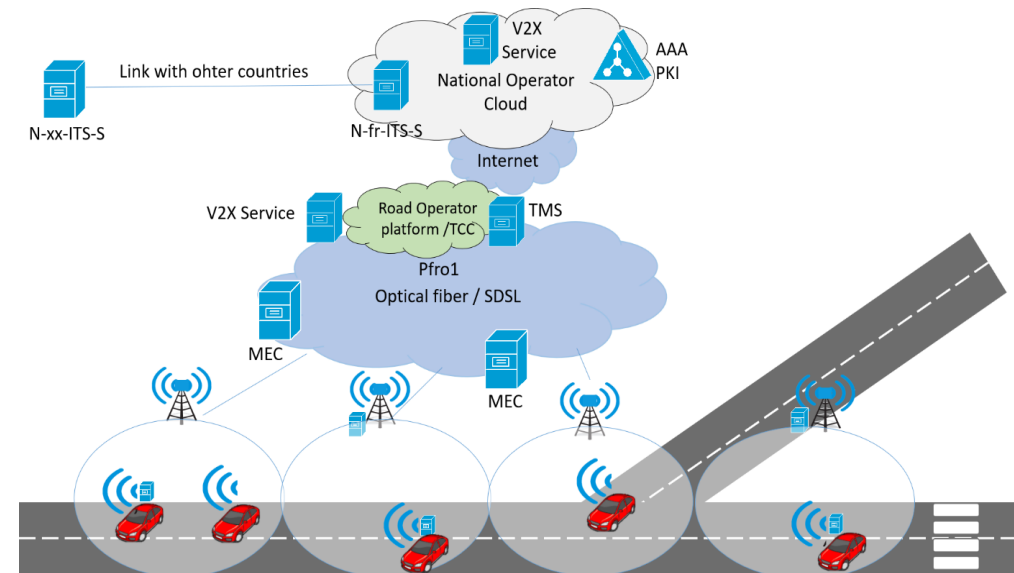 V2X
Service
AAA
PKI
National Operator
Cloud
Link with ohter countries
N-xx-ITS-S
N-fr-ITS-S
Internet
V2X Service
Road Operator
platform /TCC
TMS
Pfro1
Optical fiber / SDSL
MEC
MEC